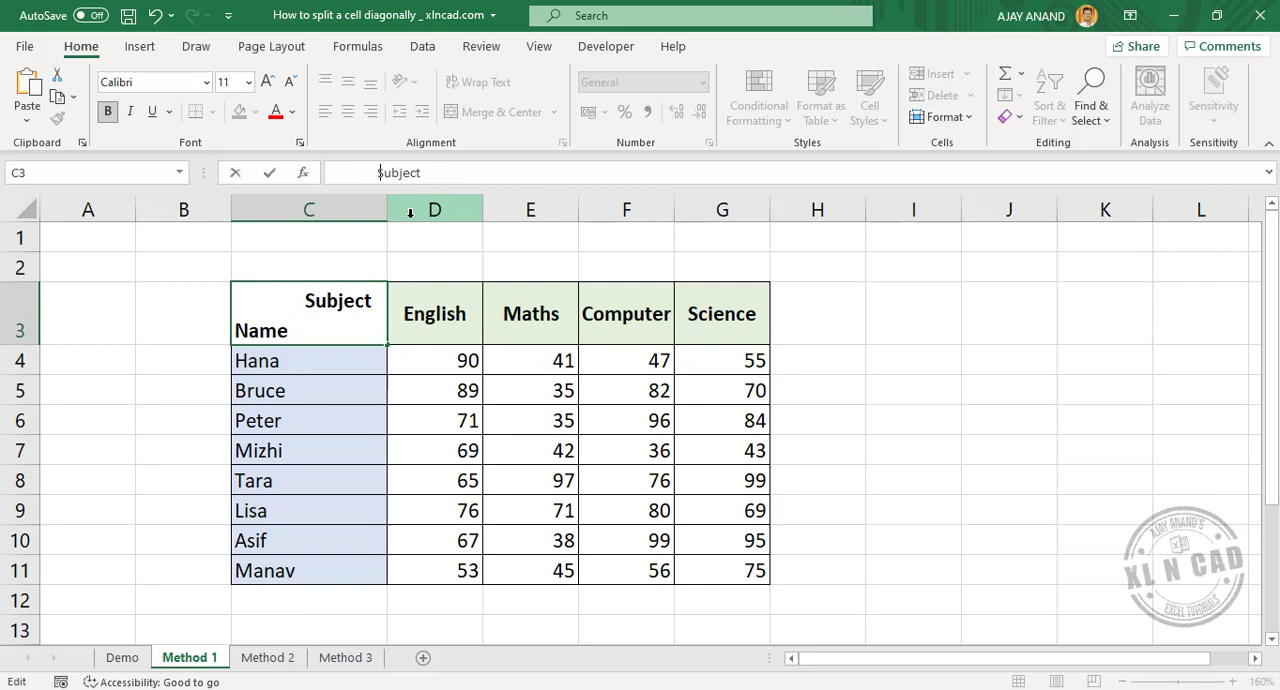 AutoSave Off How to split a cell diagonally _ xlncad.com Search AJAY ANAND
File Home Insert Draw Page Layout Formulas Data Review View Developer Help Share Comments
Paste Calibri 11 Wrap Text General Conditional Formatting Format as Table Cell Styles Insert Sort & Filter Find & Select Analyze Data Sensitivity
B I U Merge & Center Delete
Format
Clipboard Font Alignment Number Styles Cells Editing Analysis Sensitivity
C3 fx Subject
A B C D E F G H I J K L
1
2
3 Subject
Name English Maths Computer Science
4 Hana 90 41 47 55
5 Bruce 89 35 82 70
6 Peter 71 35 96 84
7 Mizhi 69 42 36 43
8 Tara 65 97 76 99
9 Lisa 76 71 80 69
10 Asif 67 38 99 95
11 Manav 53 45 56 75
12
13
AJAY ANAND'S
XL N CAD
EXCEL TUTORIALS
Demo Method 1 Method 2 Method 3
Edit Accessibility: Good to go 160%